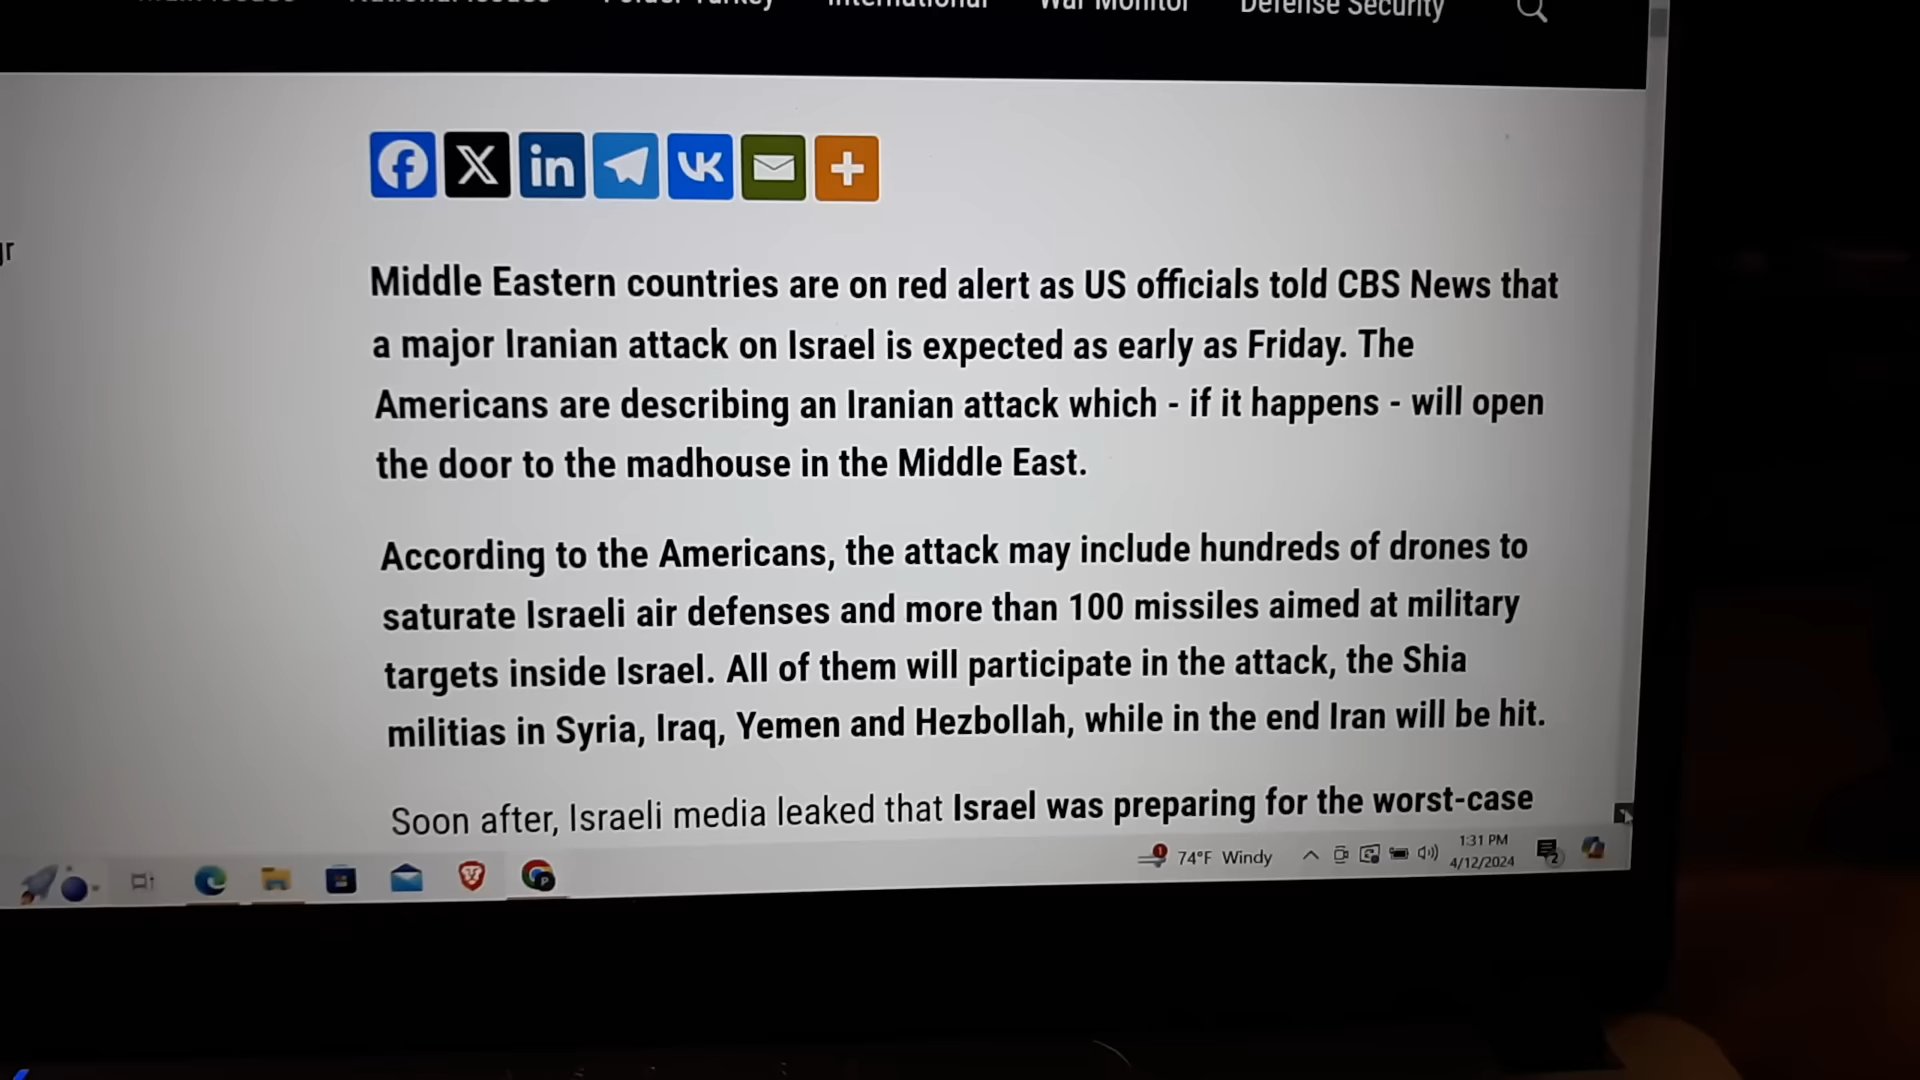 National Issues
International
War Monitor
Defense Security
Middle Eastern countries are on red alert as US officials told CBS News that
a major Iranian attack on Israel is expected as early as Friday. The
Americans are describing an Iranian attack which - if it happens - will open
the door to the madhouse in the Middle East.
According to the Americans, the attack may include hundreds of drones to
saturate Israeli air defenses and more than 100 missiles aimed at military
targets inside Israel. All of them will participate in the attack, the Shia
militias in Syria, Iraq, Yemen and Hezbollah, while in the end Iran will be hit.
Soon after, Israeli media leaked that Israel was preparing for the worst-case
74°F Windy
1:31 PM
4/12/2024